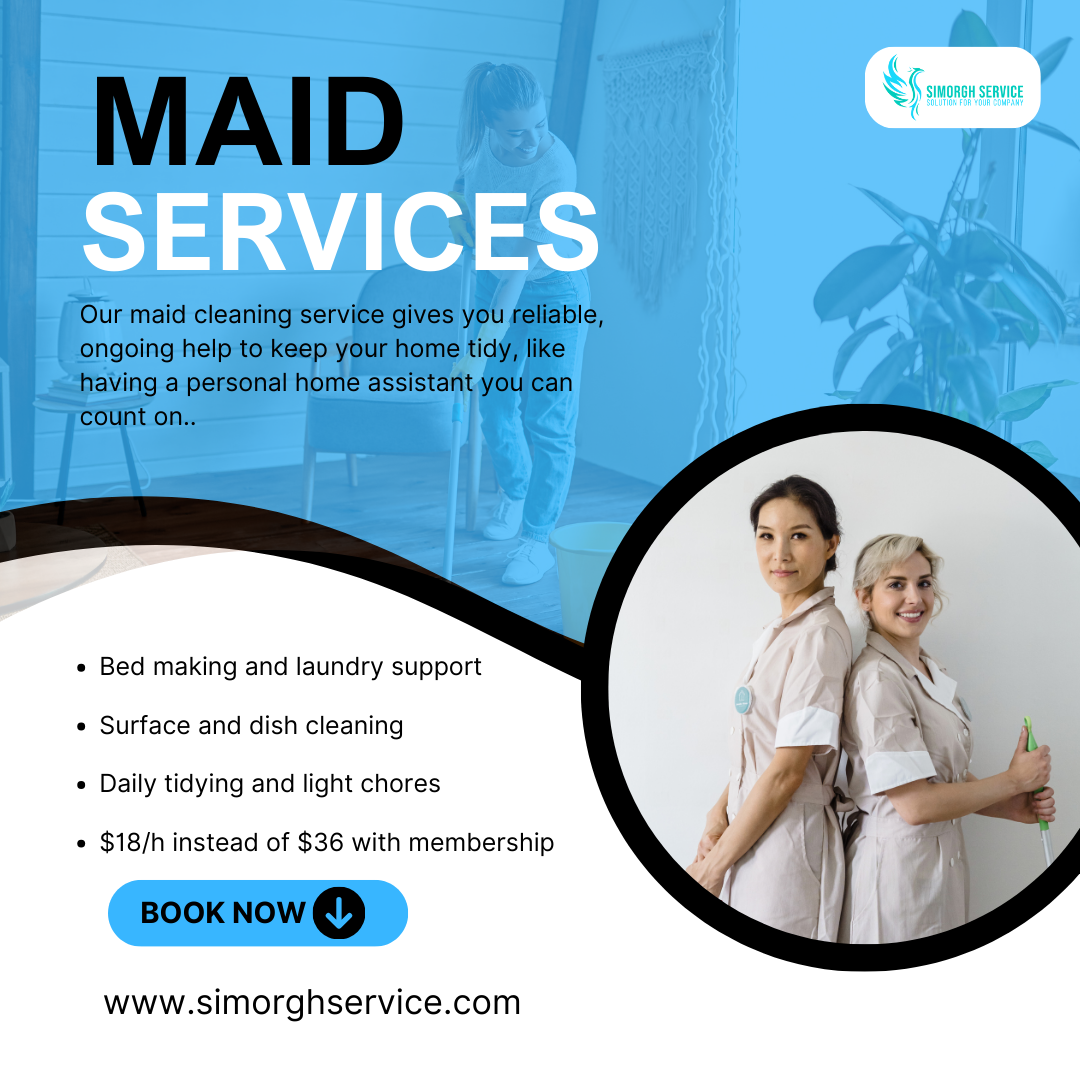 MAID
SERVICES
SIMORGH SERVICE
SOLUTION FOR YOUR COMPANY
Our maid cleaning service gives you reliable,
ongoing help to keep your home tidy, like
having a personal home assistant you can
count on..
• Bed making and laundry support
• Surface and dish cleaning
• Daily tidying and light chores
• $18/h instead of $36 with membership
BOOK NOW
www.simorghservice.com